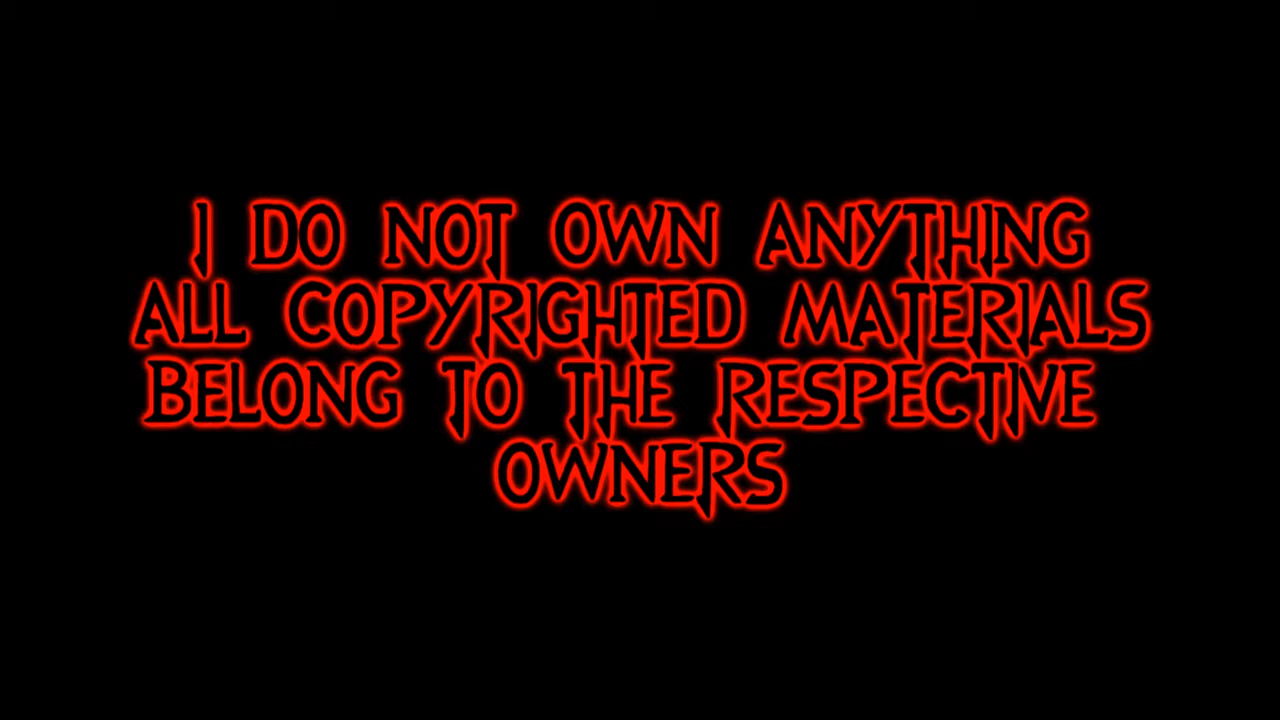 I DO NOT OWN ANYTHING
ALL COPYRIGHTED MATERIALS
BELONG TO THE RESPECTIVE
OWNERS